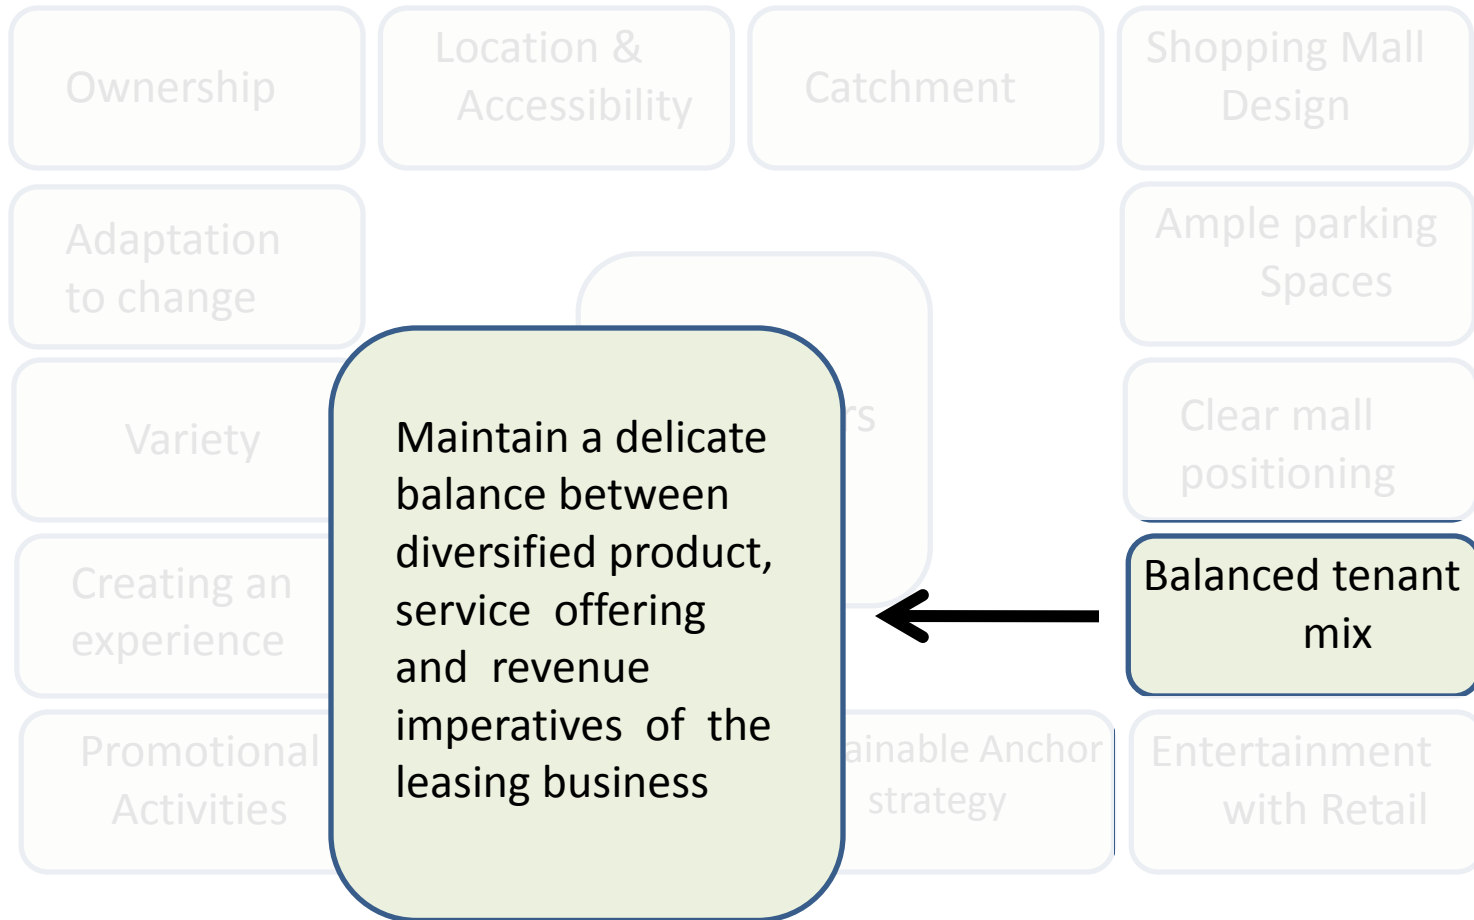 Ownership
Location &
Accessibility
Catchment
Shopping Mall
Design
Adaptation
to change
Ample parking
Spaces
Variety
Clear mall
positioning
Maintain a delicate
balance between
diversified product,
service offering
and revenue
imperatives of the
leasing business
Creating an
experience
Balanced tenant
mix
Promotional
Activities
strategy
Anchor
Entertainment
with Retail